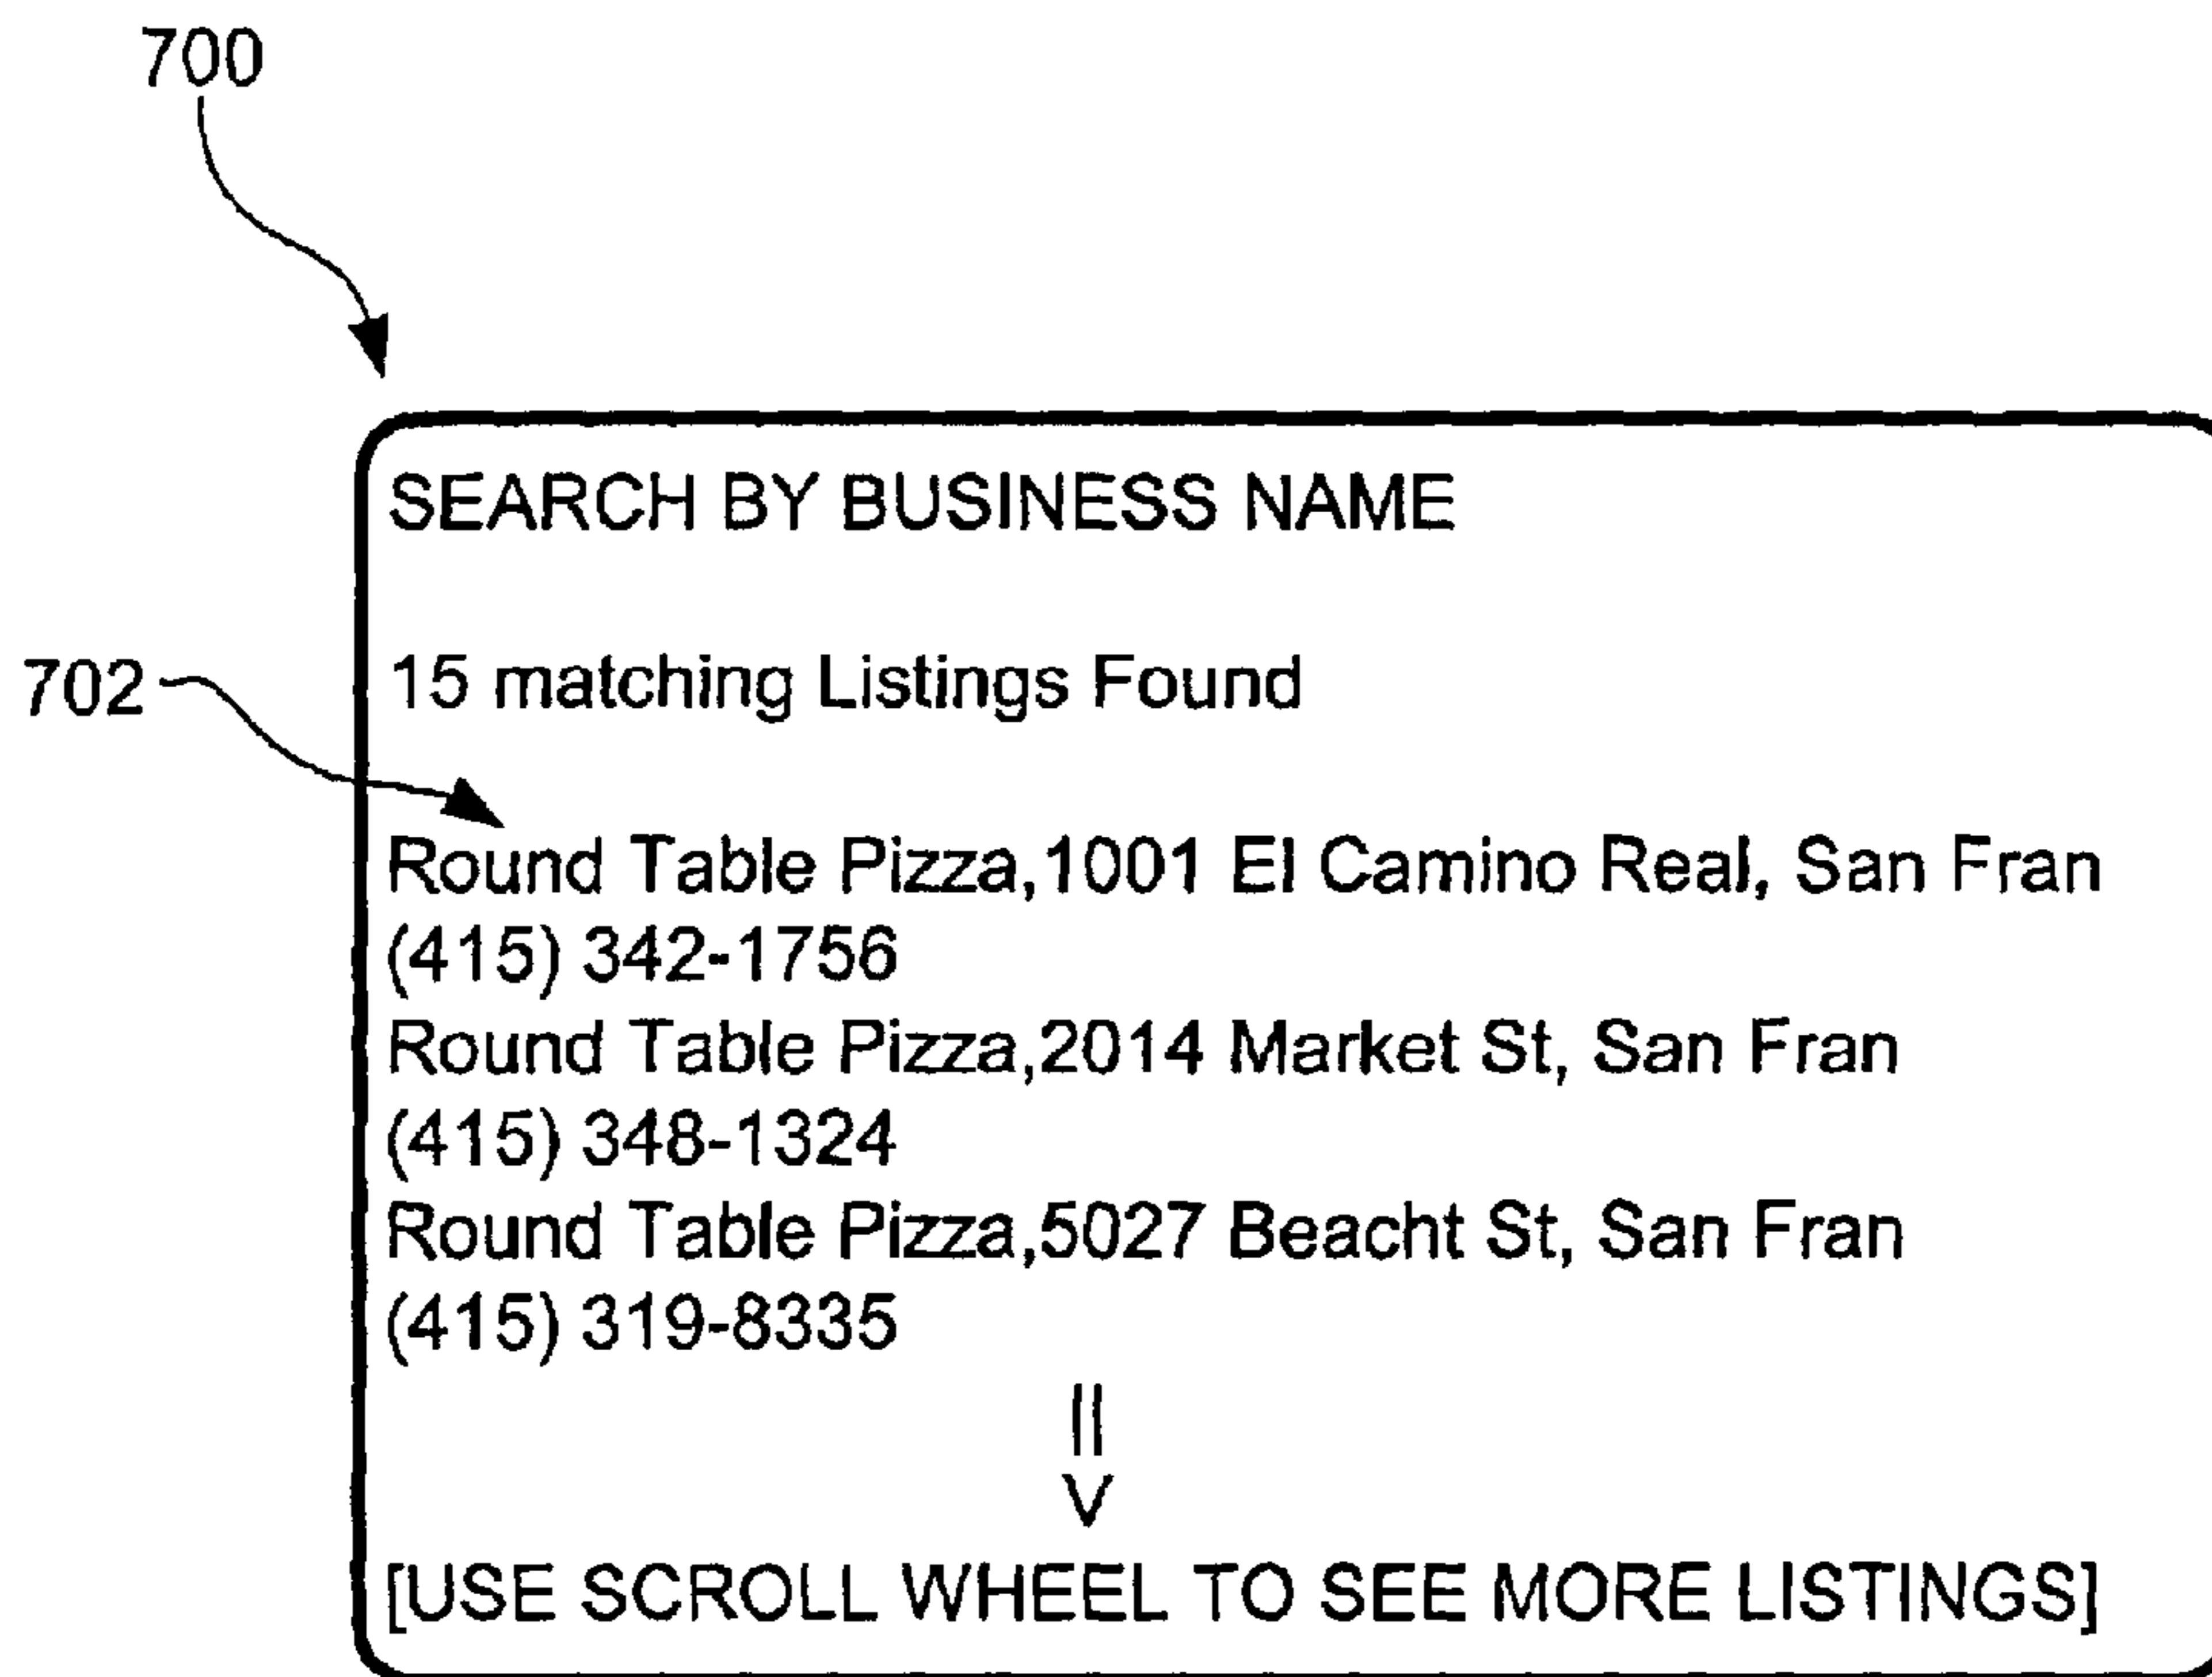 700
SEARCH BY BUSINESS NAME
15 matching Listings Found
702
Round Table Pizza,1001 El Camino Real, San Fran
(415) 342-1756
Round Table Pizza,2014 Market St, San Fran
(415) 348-1324
Round Table Pizza,5027 Beacht St, San Fran
(415) 319-8335
[USE SCROLL WHEEL TO SEE MORE LISTINGS]